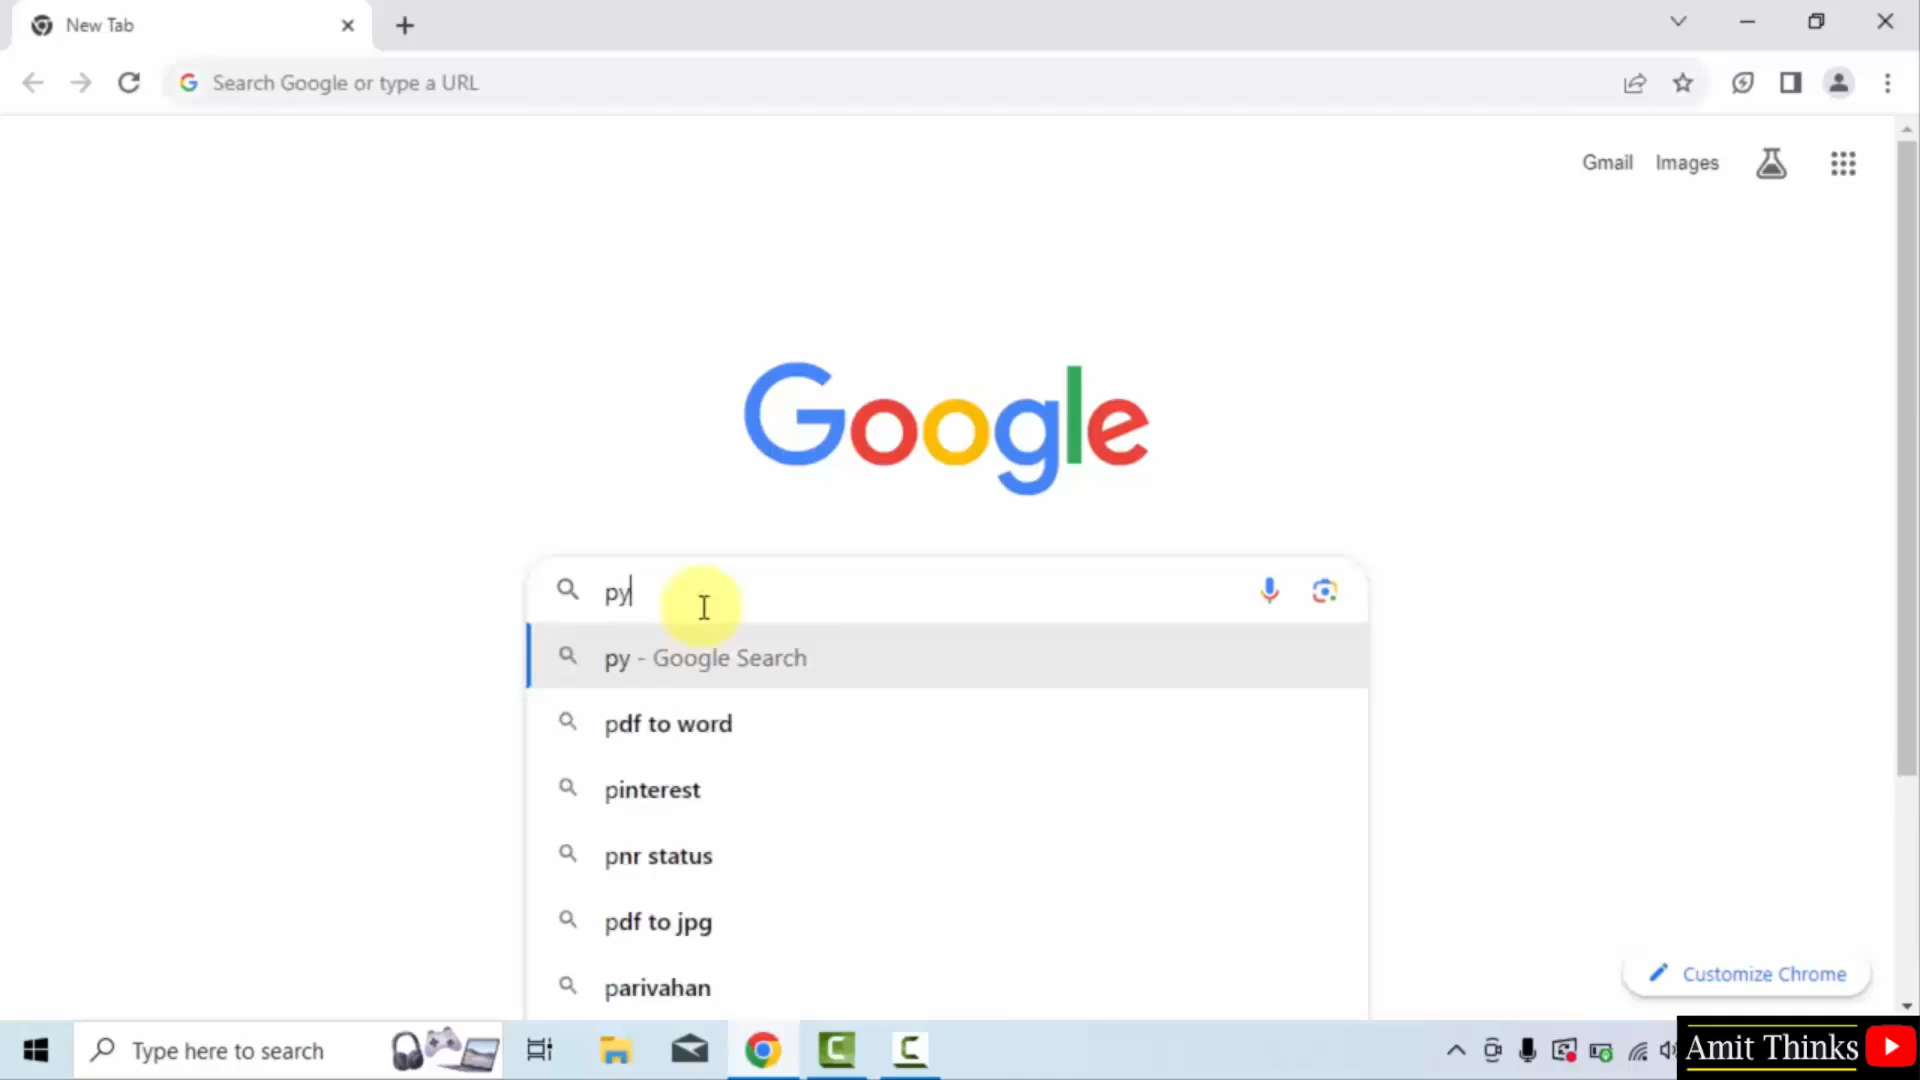 New Tab
Search Google or type a URL
Gmail Images
Google
py
py - Google Search
pdf to word
pinterest
pnr status
pdf to jpg
parivahan
Customize Chrome
Type here to search
Amit Thinks